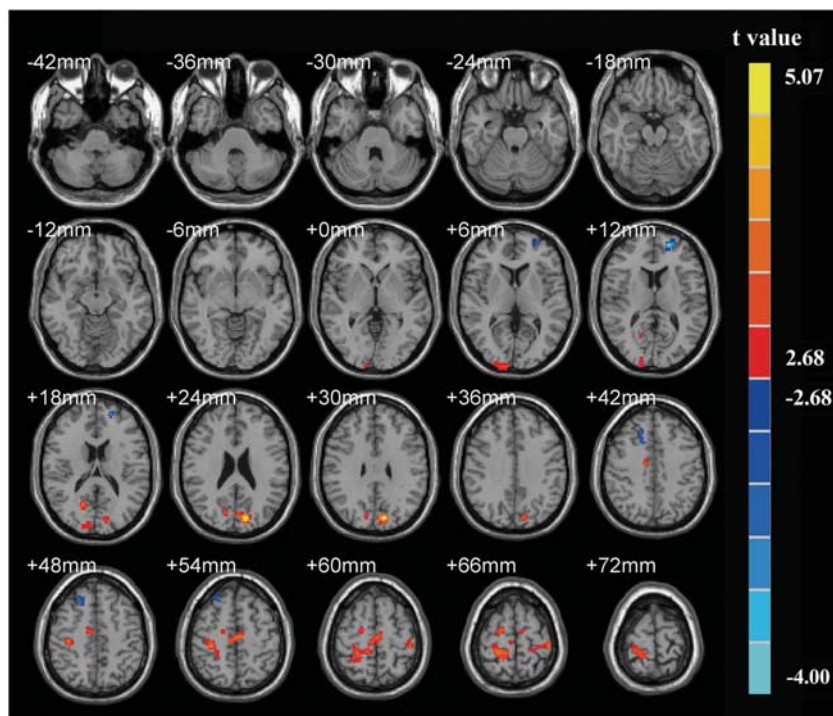 t value
-42mm -36mm -30mm -24mm -18mm
5.07
-12mm -6mm +0mm +6mm +12mm
2.68
-2.68
+18mm +24mm +30mm +36mm +42mm
+48mm +54mm +60mm +66mm +72mm
-4.00